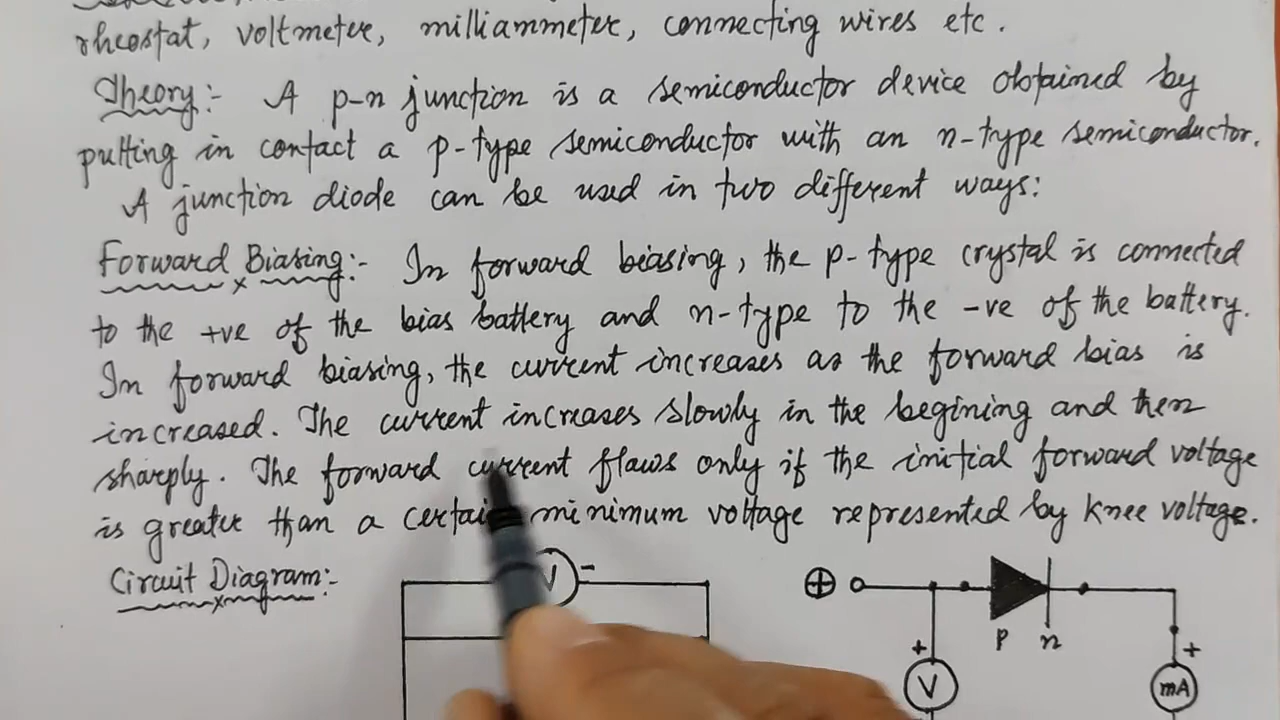 rheostat, voltmeter, milliammeter, connecting wires etc.
Theory:- A p-n junction is a semiconductor device obtained by
putting in contact a p-type semiconductor with an n-type semiconductor.
A junction diode can be used in two different ways:
Forward Biasing:- In forward biasing, the p-type crystal is connected
to the +ve of the bias battery and n-type to the -ve of the battery.
In forward biasing, the current increases as the forward bias is
increased. The current increases slowly in the begining and then
sharply. The forward current flows only if the initial forward voltage
is greater than a certain minimum voltage represented by knee voltage.
Circuit Diagram:-
V -
+
P n
+ +
V mA